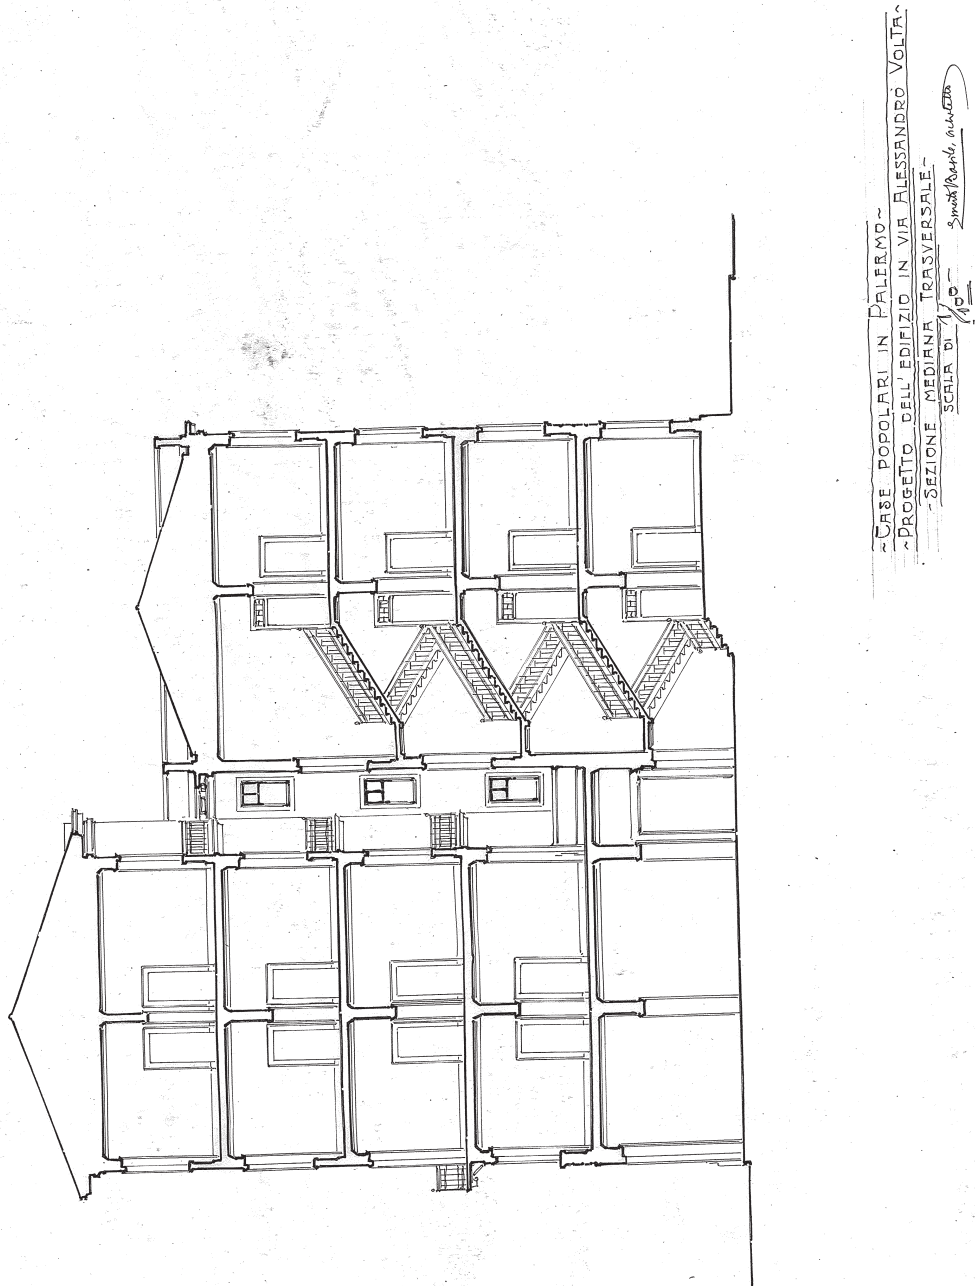 ~CASE POPOLARI IN PALERMO~
~PROGETTO DELL' EDIFIZIO IN VIA ALESSANDRO VOLTA~
-SEZIONE MEDIANA TRASVERSALE.-
SCALA DI 1/100 -
Ernesto Basile, architetto